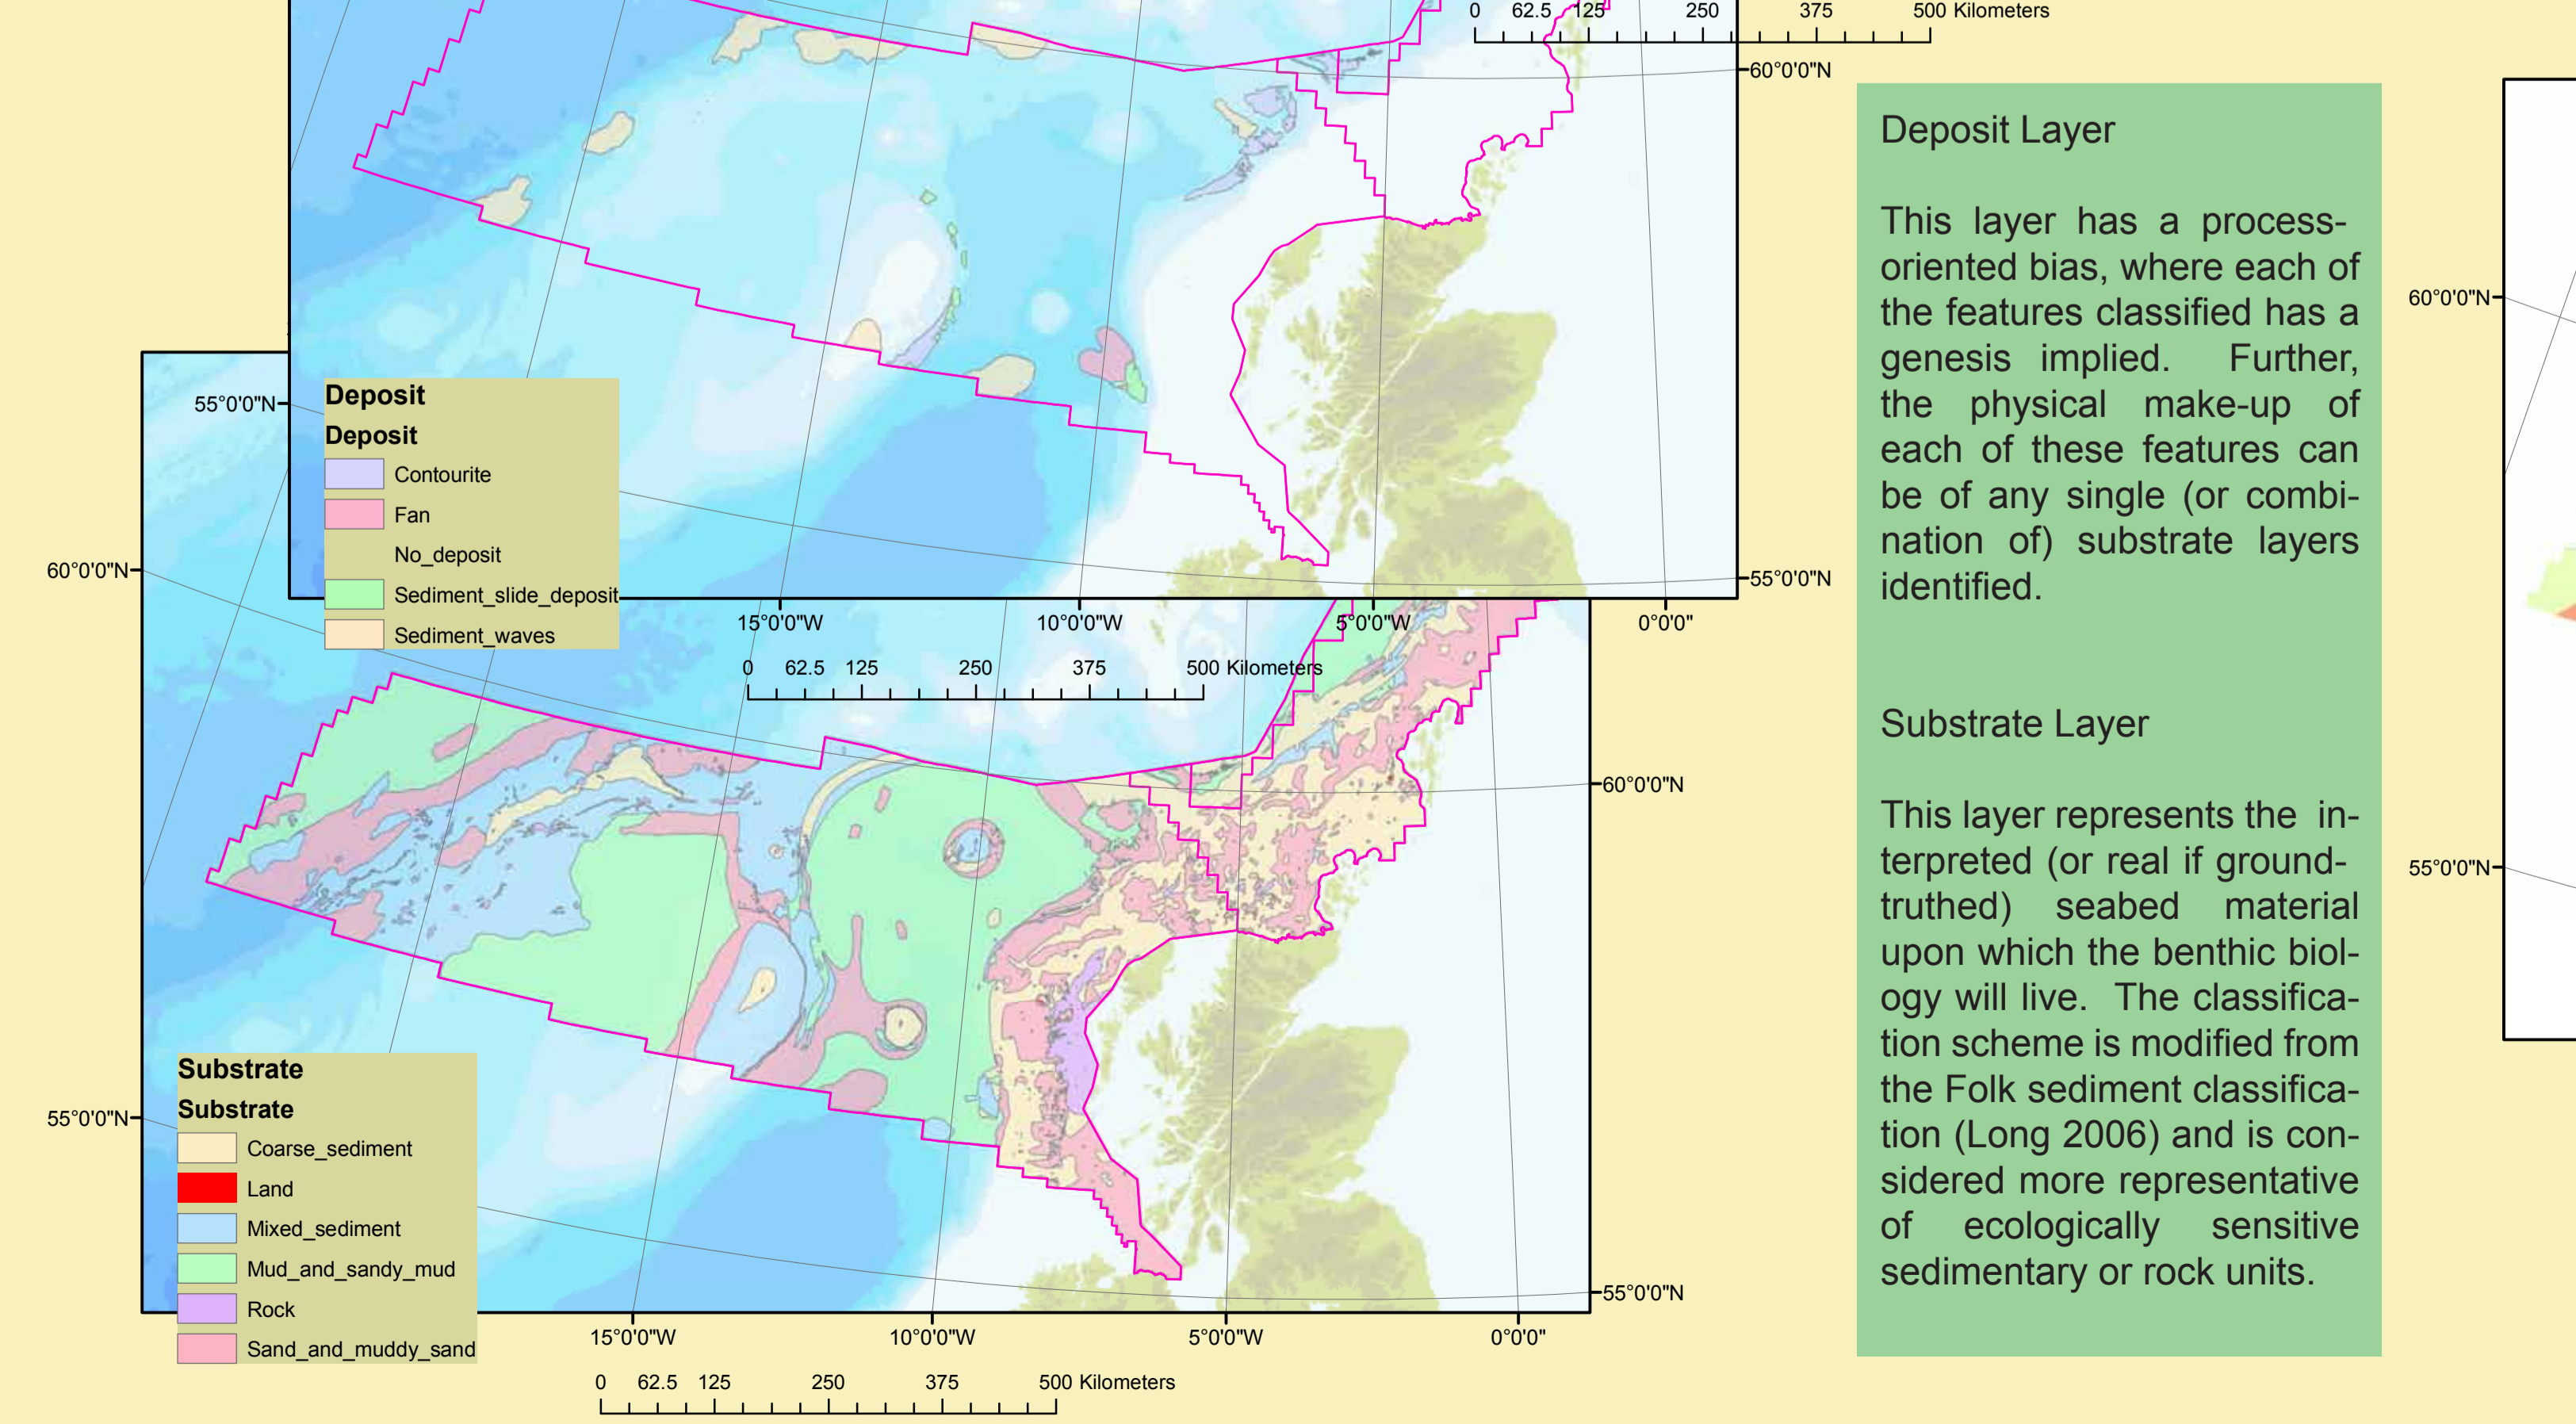 0 62.5 125 250 375 500 Kilometers
60°0'0"N
55°0'0"N
Deposit
Deposit
Contourite
Fan
No_deposit
Sediment_slide_deposit
Sediment_waves
55°0'0"N
15°0'0"W 10°0'0"W 5°0'0"W 0°0'0"
0 62.5 125 250 375 500 Kilometers
60°0'0"N
60°0'0"N
55°0'0"N
Substrate
Substrate
Coarse_sediment
Land
Mixed_sediment
Mud_and_sandy_mud
Rock
Sand_and_muddy_sand
55°0'0"N
15°0'0"W 10°0'0"W 5°0'0"W 0°0'0"
0 62.5 125 250 375 500 Kilometers
Deposit Layer
This layer has a process-
oriented bias, where each of
the features classified has a
genesis implied. Further,
the physical make-up of
each of these features can
be of any single (or combi-
nation of) substrate layers
identified.
Substrate Layer
This layer represents the in-
terpreted (or real if ground-
truthed) seabed material
upon which the benthic biol-
ogy will live. The classifica-
tion scheme is modified from
the Folk sediment classifica-
tion (Long 2006) and is con-
sidered more representative
of ecologically sensitive
sedimentary or rock units.
60°0'0"N
55°0'0"N